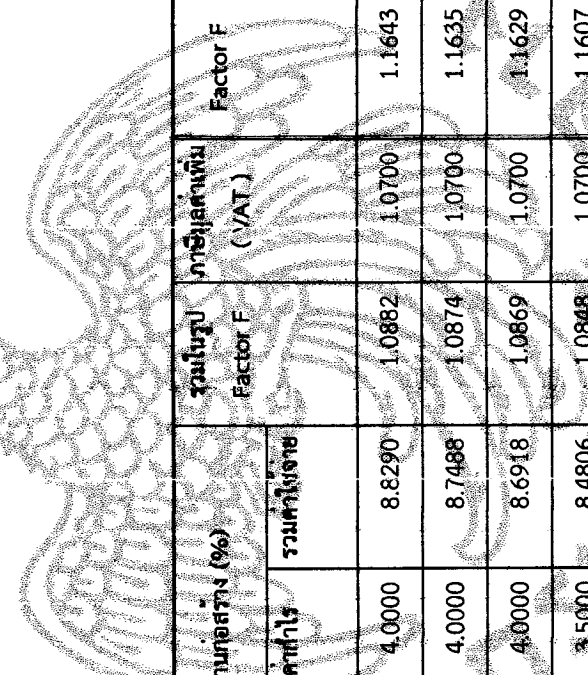 านก่อสร้าง (%) รวมในรูป ภาษีมูลค่าเพิ่ม Factor F
ค่ากำไร รวมค่าใช้จ่าย Factor F ( VAT )
4.0000 8.8290 1.0882 1.0700 1.1643
4.0000 8.7488 1.0874 1.0700 1.1635
4.0000 8.6918 1.0869 1.0700 1.1629
3.5000 8.4806 1.0848 1.0700 1.1607